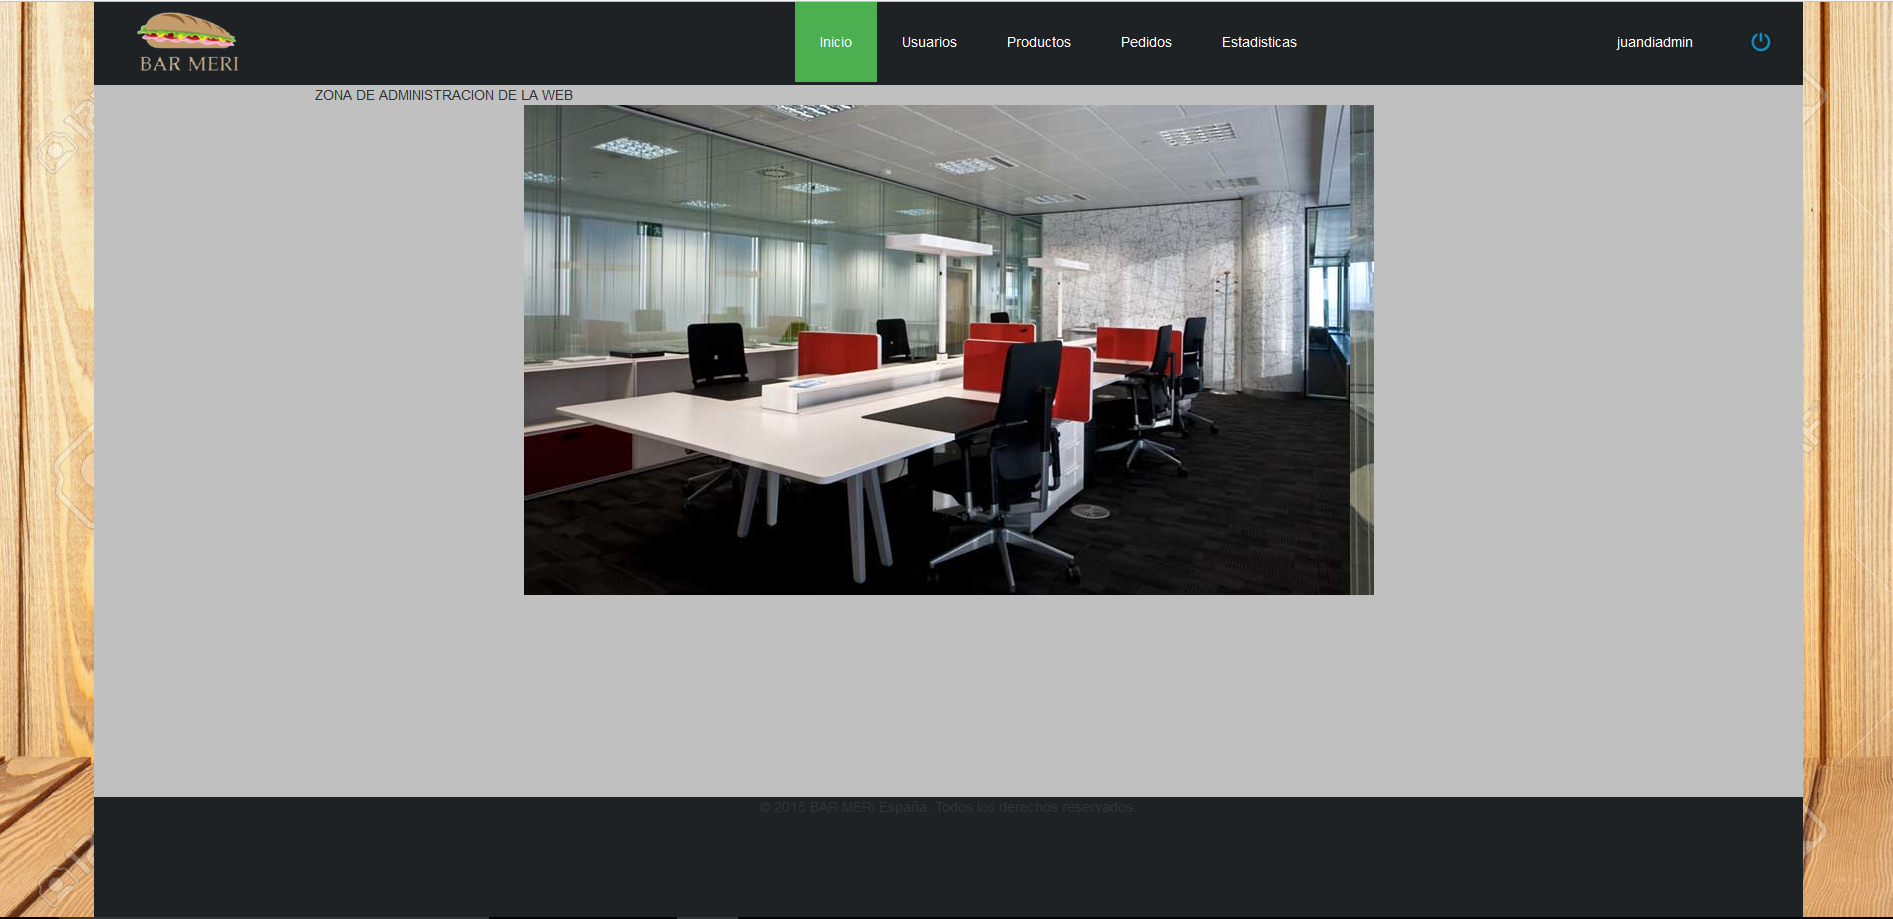 BAR MERI
Inicio Usuarios Productos Pedidos Estadisticas juandiadmin
ZONA DE ADMINISTRACION DE LA WEB
© 2015 BAR MERI España. Todos los derechos reservados.